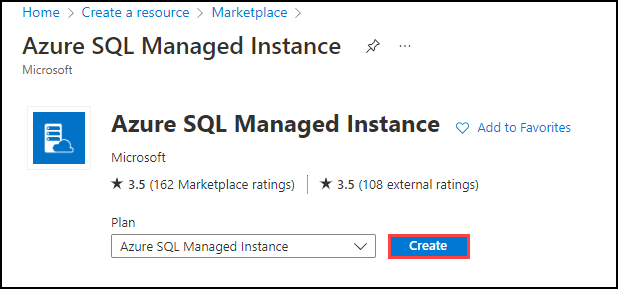 Home > Create a resource > Marketplace >
Azure SQL Managed Instance ...
Microsoft
Azure SQL Managed Instance Add to Favorites
Microsoft
★ 3.5 (162 Marketplace ratings) | ★ 3.5 (108 external ratings)
Plan
Azure SQL Managed Instance Create